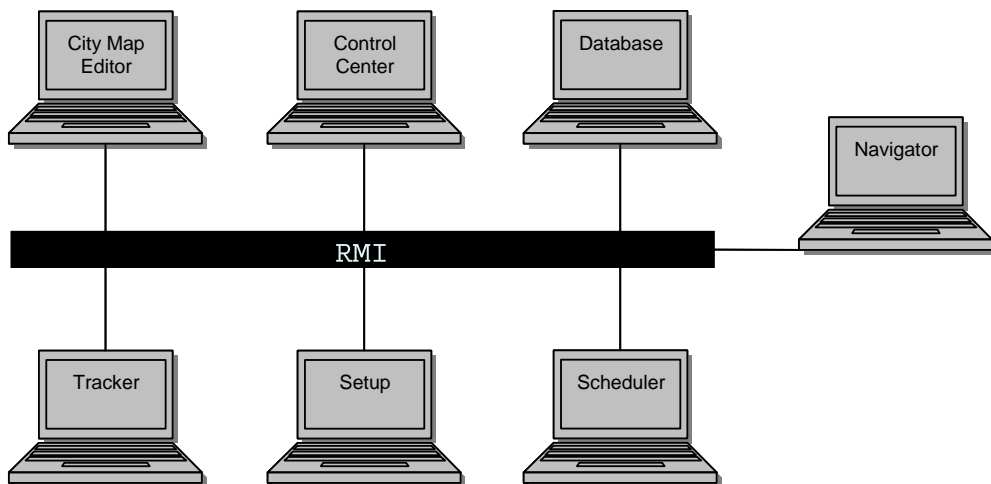 City Map
Editor
Control
Center
Database
Navigator
RMI
Tracker
Setup
Scheduler